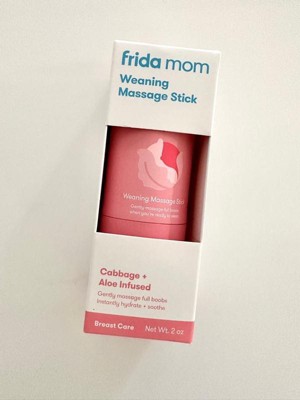 frida mom
Weaning
Massage Stick
Weaning Massage Stick
Cabbage +
Aloe Infused
Gently massage full boobs
Instantly hydrate + soothe
Breast Care Net Wt. 2 oz